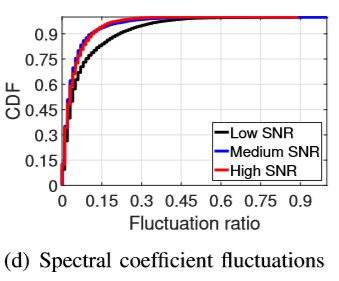 0.9
0.75
0.6
0.45
0.3
0.15
0
CDF
Low SNR
Medium SNR
High SNR
0 0.15 0.3 0.45 0.6 0.75 0.9
Fluctuation ratio
(d) Spectral coefficient fluctuations